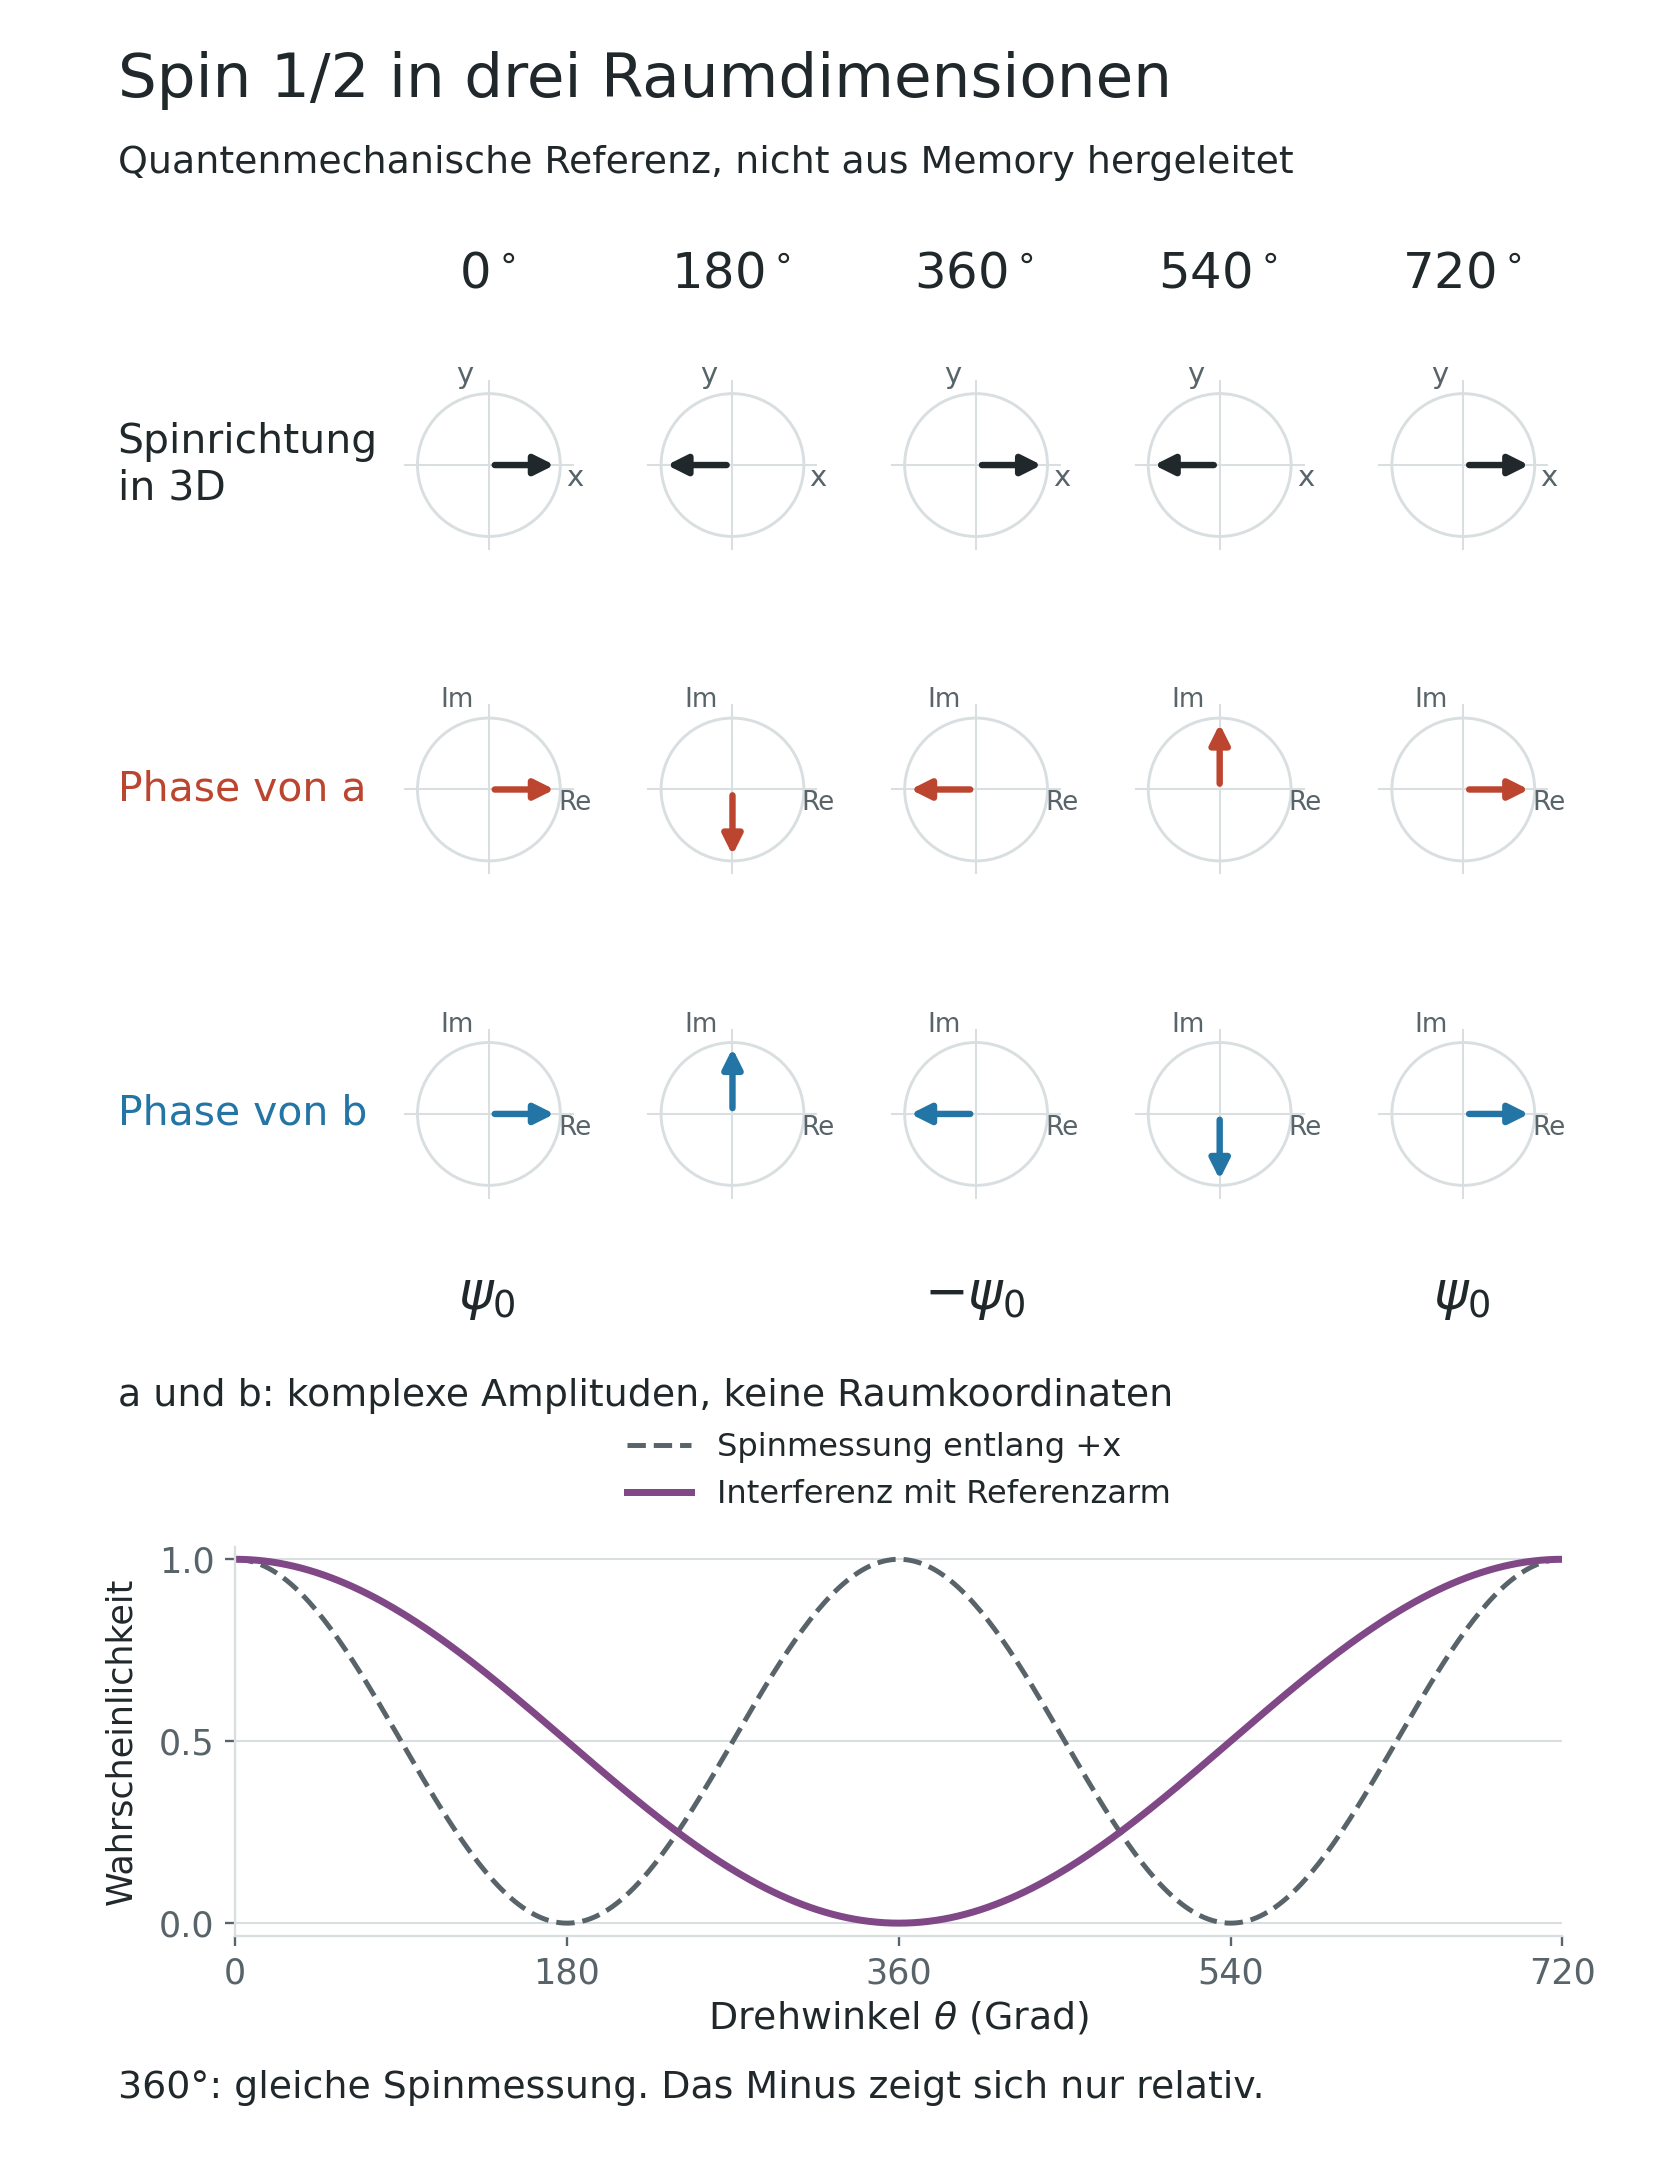 Spin 1/2 in drei Raumdimensionen
Quantenmechanische Referenz, nicht aus Memory hergeleitet
0° 180° 360° 540° 720°
y y y y y
Spinrichtung
in 3D
x x x x x
Im Im Im Im Im
Phase von a
Re Re Re Re Re
Im Im Im Im Im
Phase von b
Re Re Re Re Re
ψ₀ −ψ₀ ψ₀
a und b: komplexe Amplituden, keine Raumkoordinaten
Spinmessung entlang +x
Interferenz mit Referenzarm
Wahrscheinlichkeit
1.0
0.5
0.0
0 180 360 540 720
Drehwinkel θ (Grad)
360°: gleiche Spinmessung. Das Minus zeigt sich nur relativ.